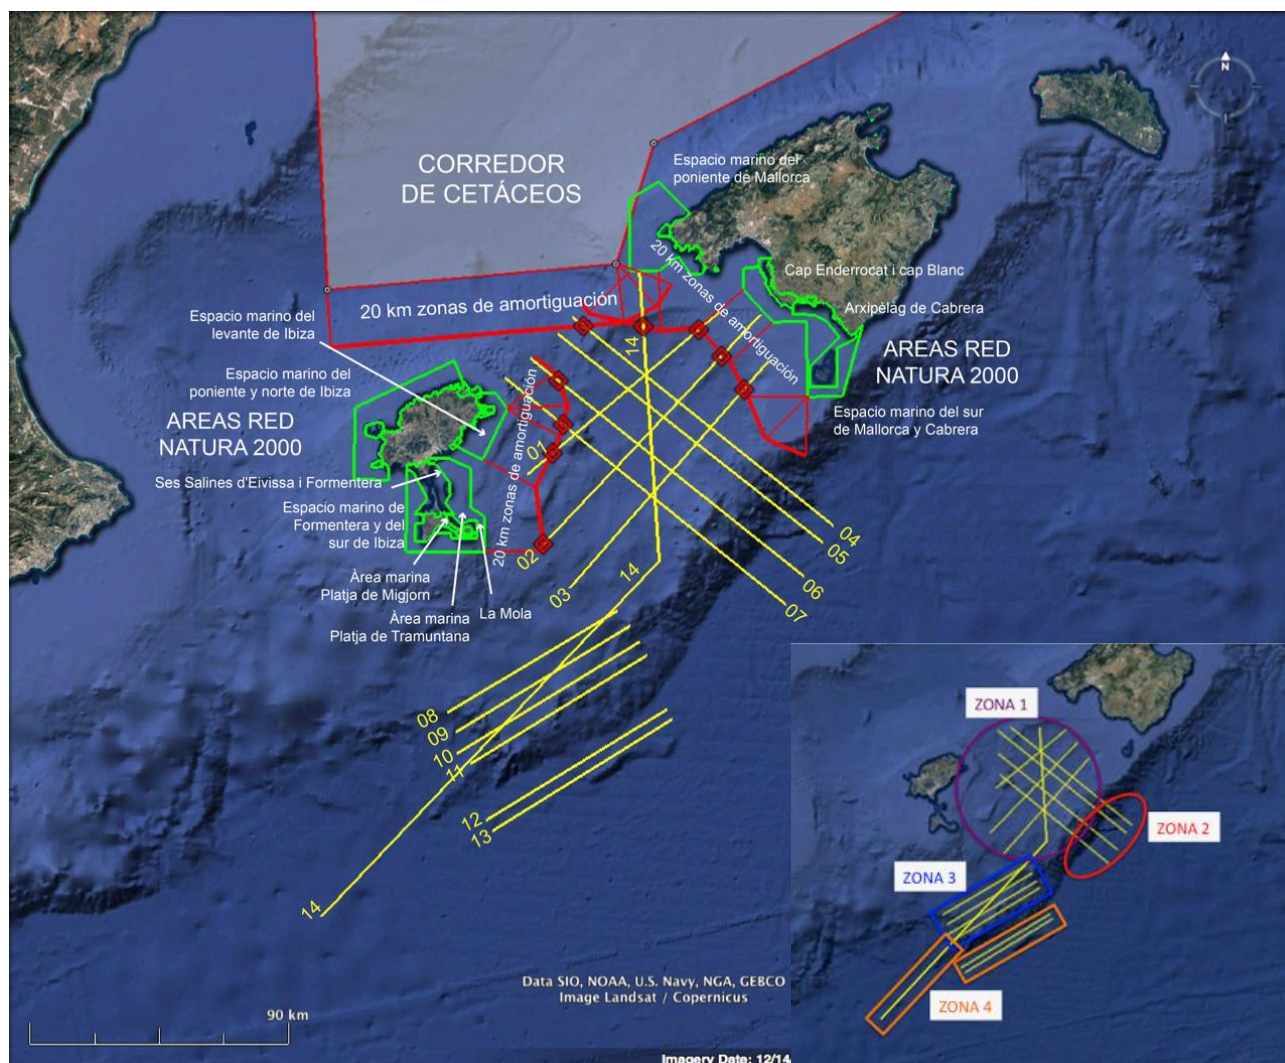 N
CORREDOR
DE CETÁCEOS
Espacio marino del
poniente de Mallorca
20 km zonas de amortiguación
Cap Enderrocat i cap Blanc
Arxipèlag de Cabrera
20 km zonas de amortiguación
Espacio marino del
levante de Ibiza
14
AREAS RED
NATURA 2000
Espacio marino del
poniente y norte de Ibiza
AREAS RED
NATURA 2000
Espacio marino del sur
de Mallorca y Cabrera
20 km zonas de amortiguación
01
Ses Salines d'Eivissa i Formentera
Espacio marino de
Formentera y del
sur de Ibiza
04
05
02
06
Àrea marina
Platja de Migjorn
14
03
07
La Mola
Àrea marina
Platja de Tramuntana
08
09
10
11
12
13
14
ZONA 1
ZONA 2
ZONA 3
ZONA 4
Data SIO, NOAA, U.S. Navy, NGA, GEBCO
Image Landsat / Copernicus
90 km
Imagery Date: 12/14